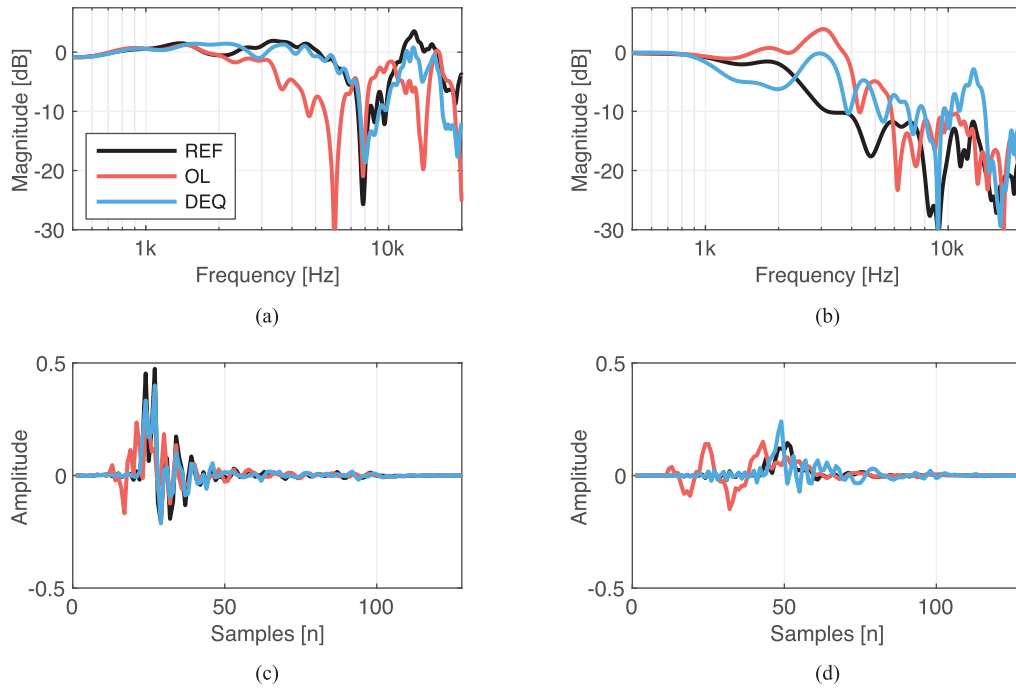 0
-10
-20
-30
Magnitude [dB]
REF
OL
DEQ
1k
10k
Frequency [Hz]
(a)
0
-10
-20
-30
Magnitude [dB]
1k
10k
Frequency [Hz]
(b)
0.5
0
-0.5
Amplitude
0
50
100
Samples [n]
(c)
0.5
0
-0.5
Amplitude
0
50
100
Samples [n]
(d)